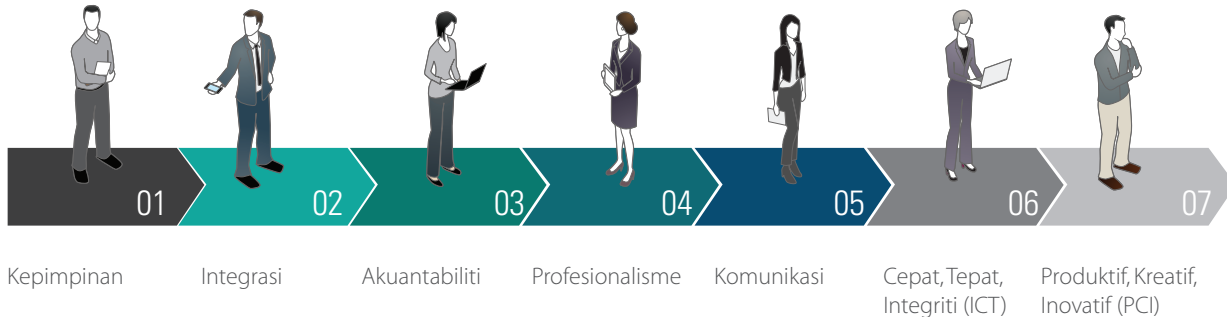 01
02
03
04
05
06
07
Kepimpinan
Integrasi
Akuantabiliti
Profesionalisme
Komunikasi
Cepat, Tepat,
Integriti (ICT)
Produktif, Kreatif,
Inovatif (PCI)